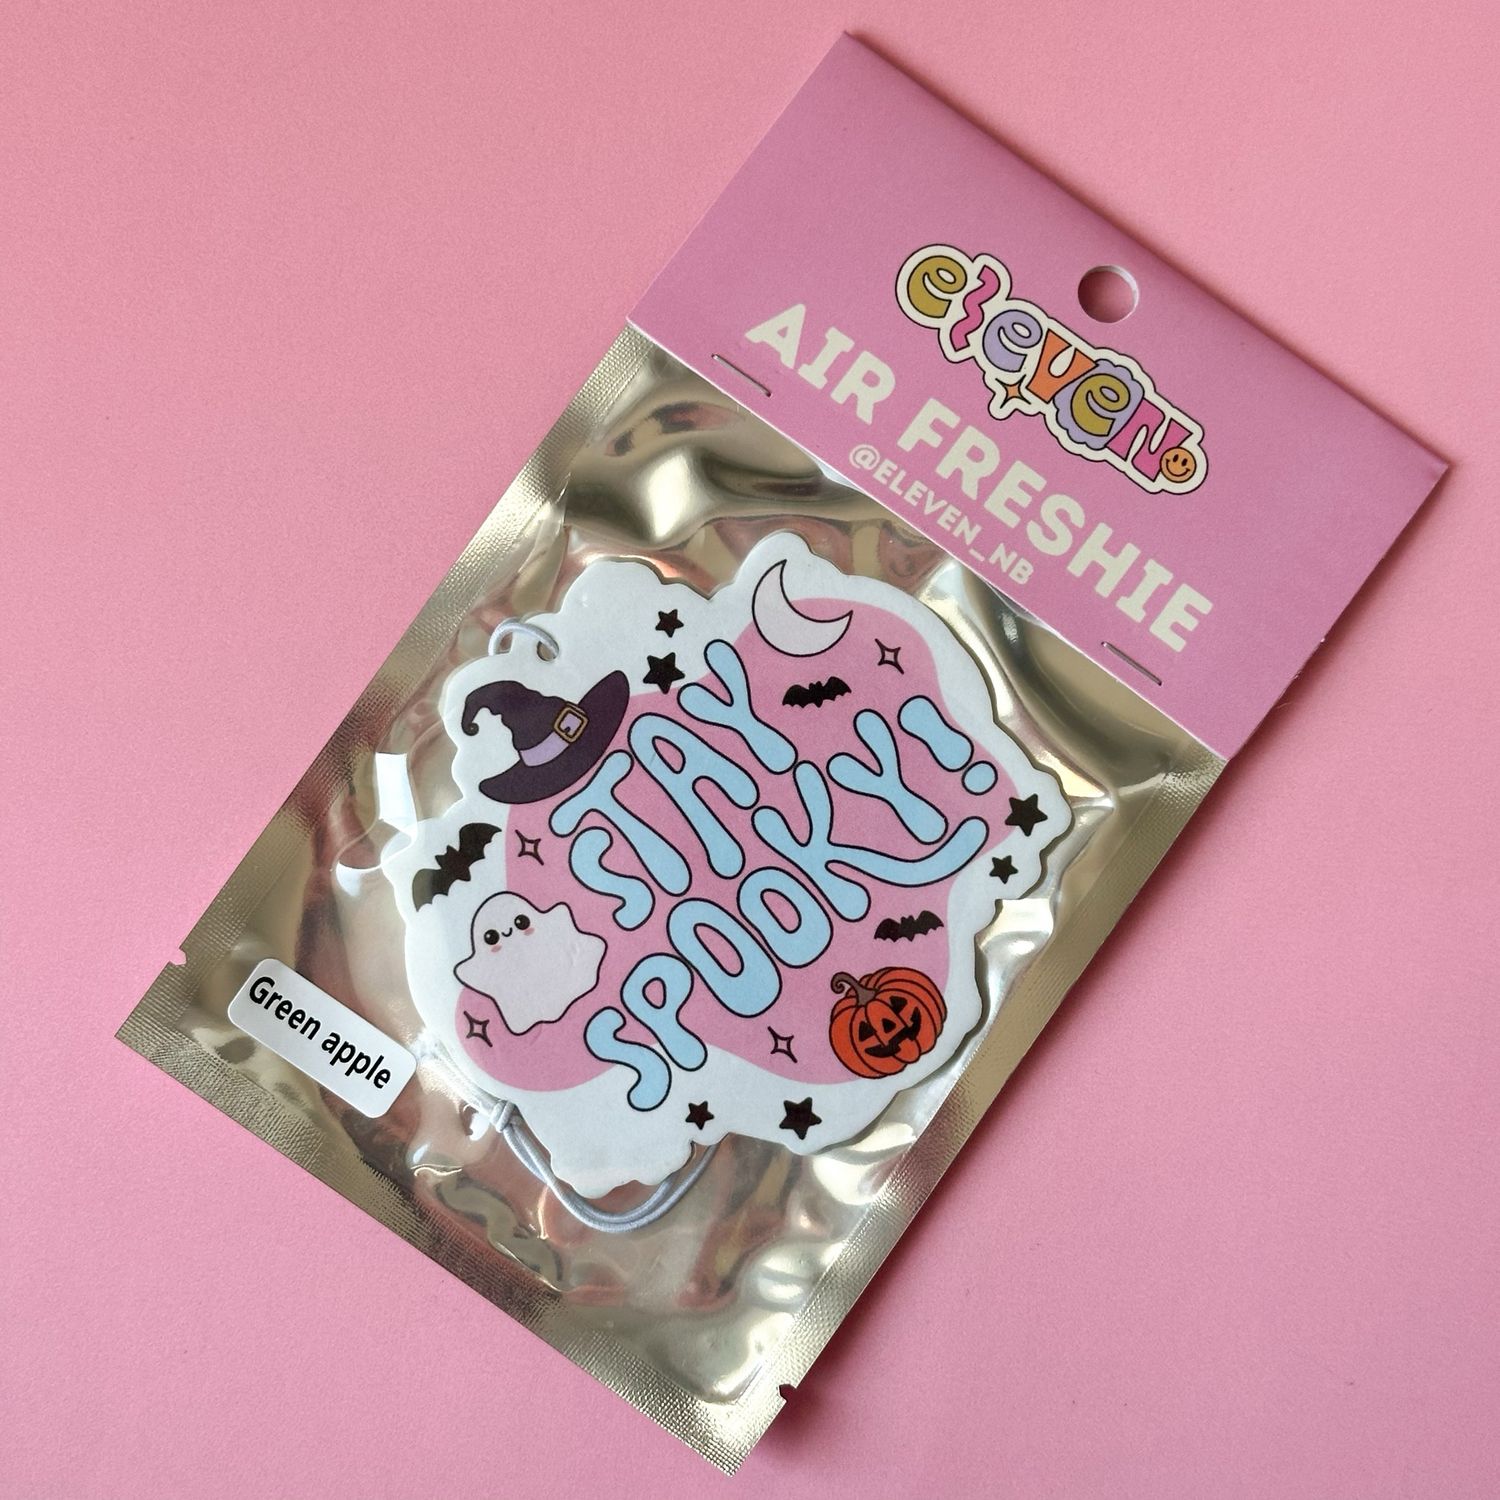 eleven
AIR FRESHIE
@ELEVEN_NB
STAY
SPOOKY!
Green apple